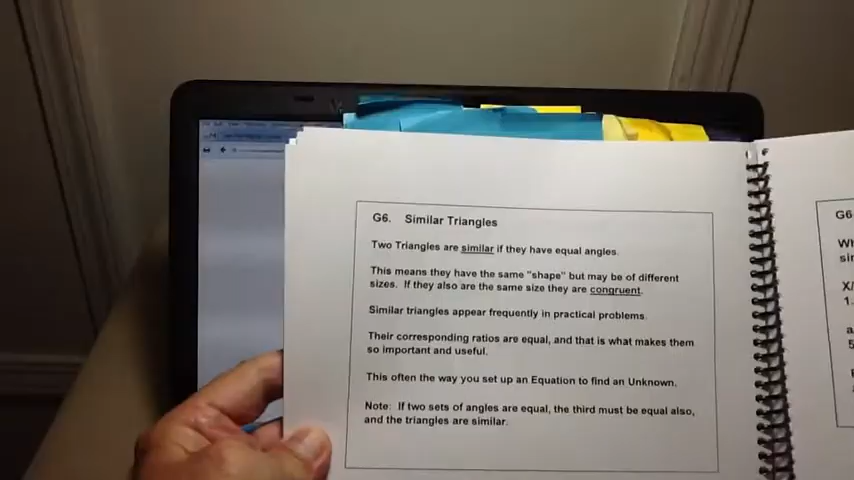 G6. Similar Triangles
Two Triangles are similar if they have equal angles.
This means they have the same "shape" but may be of different
sizes. If they also are the same size they are congruent.
Similar triangles appear frequently in practical problems.
Their corresponding ratios are equal, and that is what makes them
so important and useful.
This often the way you set up an Equation to find an Unknown.
Note: If two sets of angles are equal, the third must be equal also,
and the triangles are similar.
G6
X/
1.